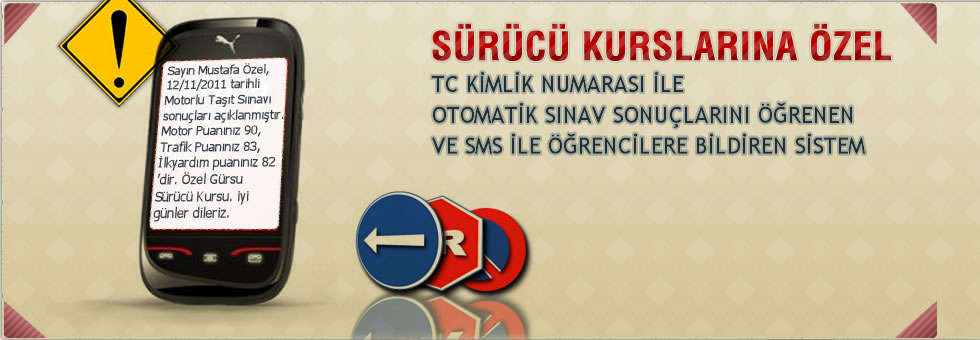 SÜRÜCÜ KURSLARINA ÖZEL
TC KİMLİK NUMARASI İLE
OTOMATİK SINAV SONUÇLARINI ÖĞRENEN
VE SMS İLE ÖĞRENCİLERE BİLDİREN SİSTEM
!
Sayın Mustafa Özel,
12/11/2011 tarihli
Motorlu Taşıt Sınavı
sonuçları açıklanmıştır.
Motor Puanınız 90,
Trafik Puanınız 83,
İlkyardım puanınız 82
'dir. Özel Gürsu
Sürücü Kursu. İyi
günler dileriz.
R